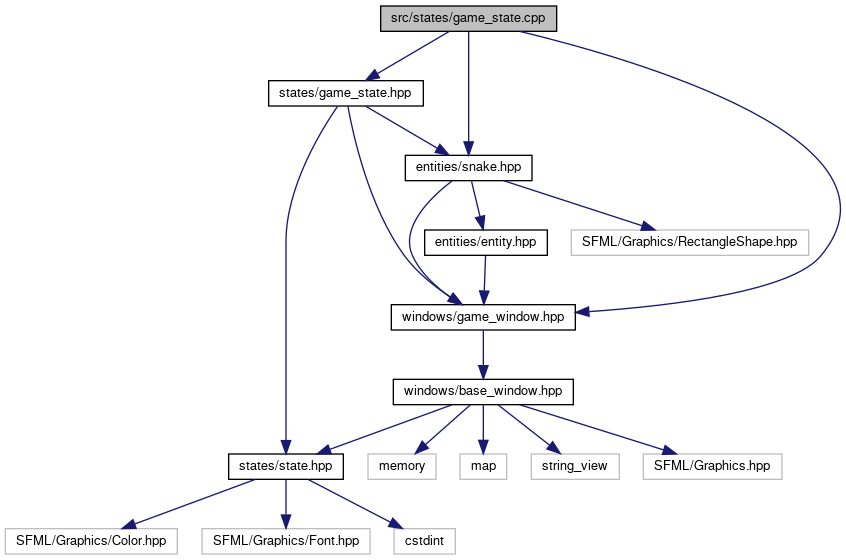 src/states/game_state.cpp
states/game_state.hpp
entities/snake.hpp
entities/entity.hpp
SFML/Graphics/RectangleShape.hpp
windows/game_window.hpp
windows/base_window.hpp
states/state.hpp
memory
map
string_view
SFML/Graphics.hpp
SFML/Graphics/Color.hpp
SFML/Graphics/Font.hpp
cstdint